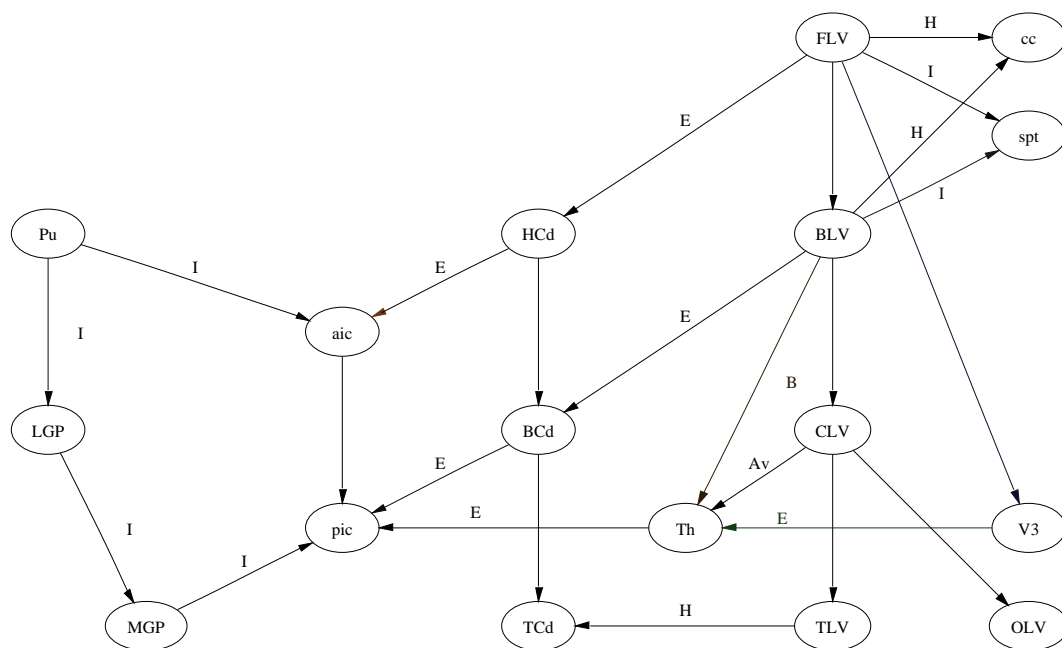 FLV
H
cc
I
E
H
spt
I
Pu
HCd
BLV
I
E
aic
E
I
B
LGP
BCd
CLV
E
Av
I
pic
E
Th
E
V3
I
MGP
TCd
H
TLV
OLV